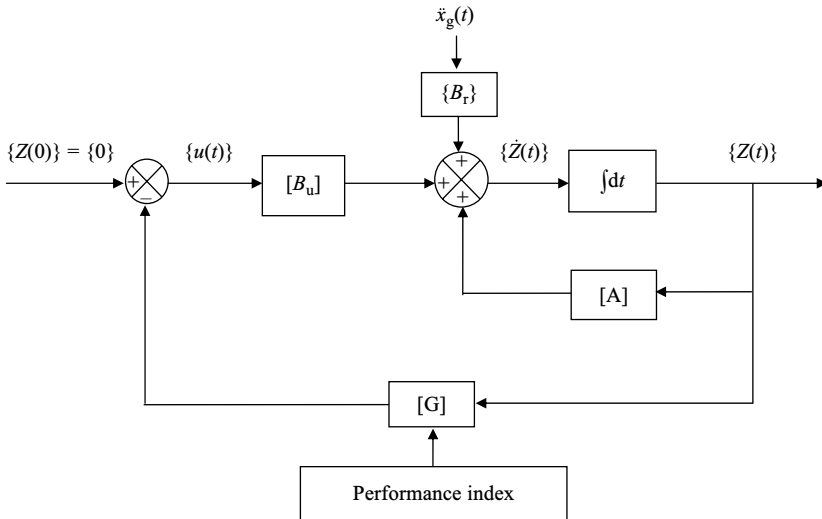 ẍg(t)
{Br}
{Z(0)} = {0}
{u(t)}
{Ż(t)}
{Z(t)}
+
−
[Bu]
+
+
+
∫dt
[A]
[G]
Performance index